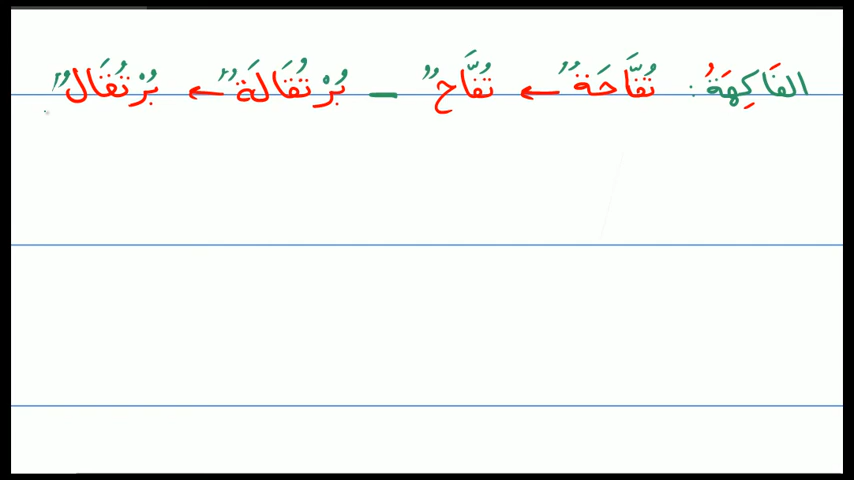 الفَاكِهَةُ : تُفَّاحَةٌ ← تُفَّاحٌ – بُرْتُقَالَةٌ ← بُرْتُقَالٌ